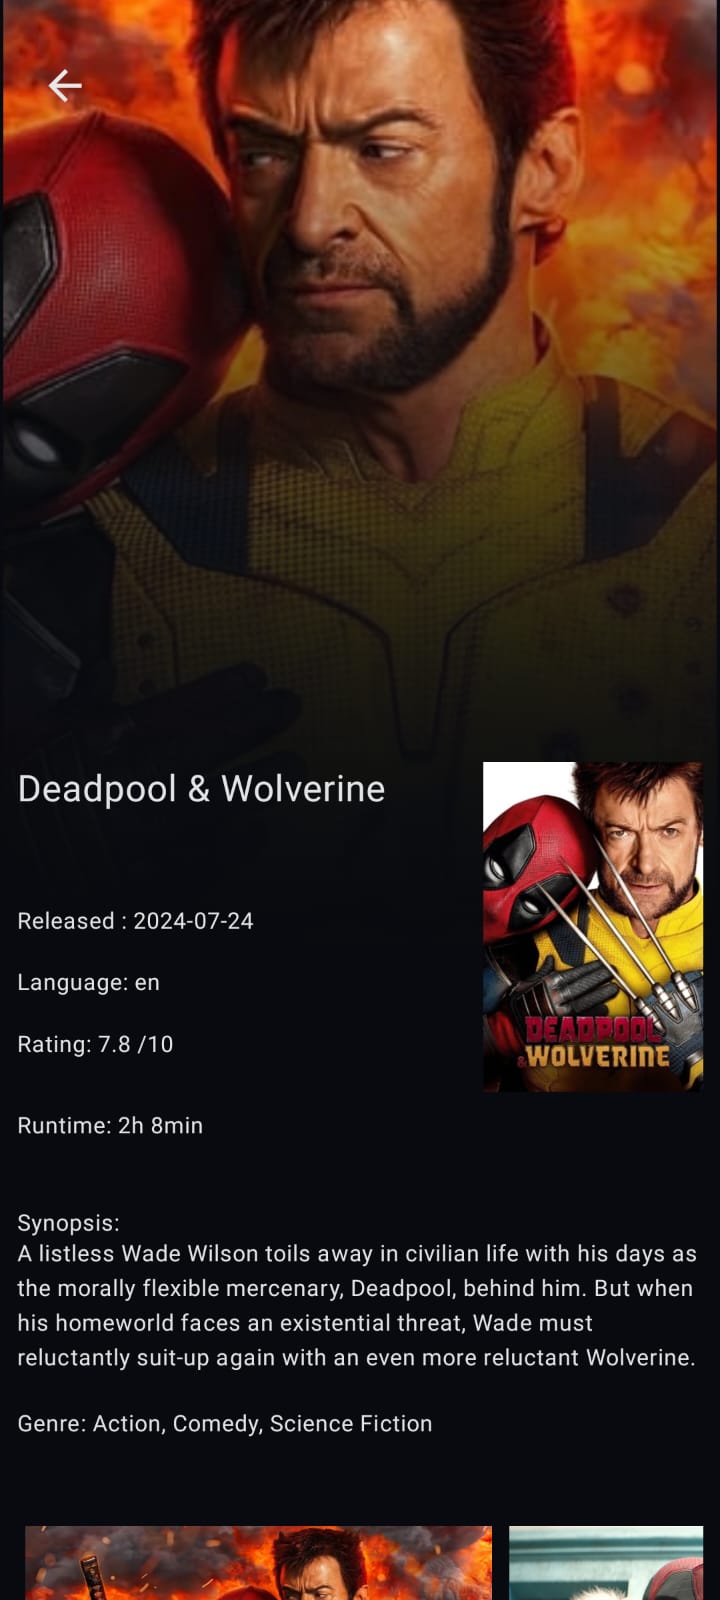 Deadpool & Wolverine
Released : 2024-07-24
Language: en
Rating: 7.8 /10
Runtime: 2h 8min
DEADPOOL
& WOLVERINE
Synopsis:
A listless Wade Wilson toils away in civilian life with his days as
the morally flexible mercenary, Deadpool, behind him. But when
his homeworld faces an existential threat, Wade must
reluctantly suit-up again with an even more reluctant Wolverine.
Genre: Action, Comedy, Science Fiction